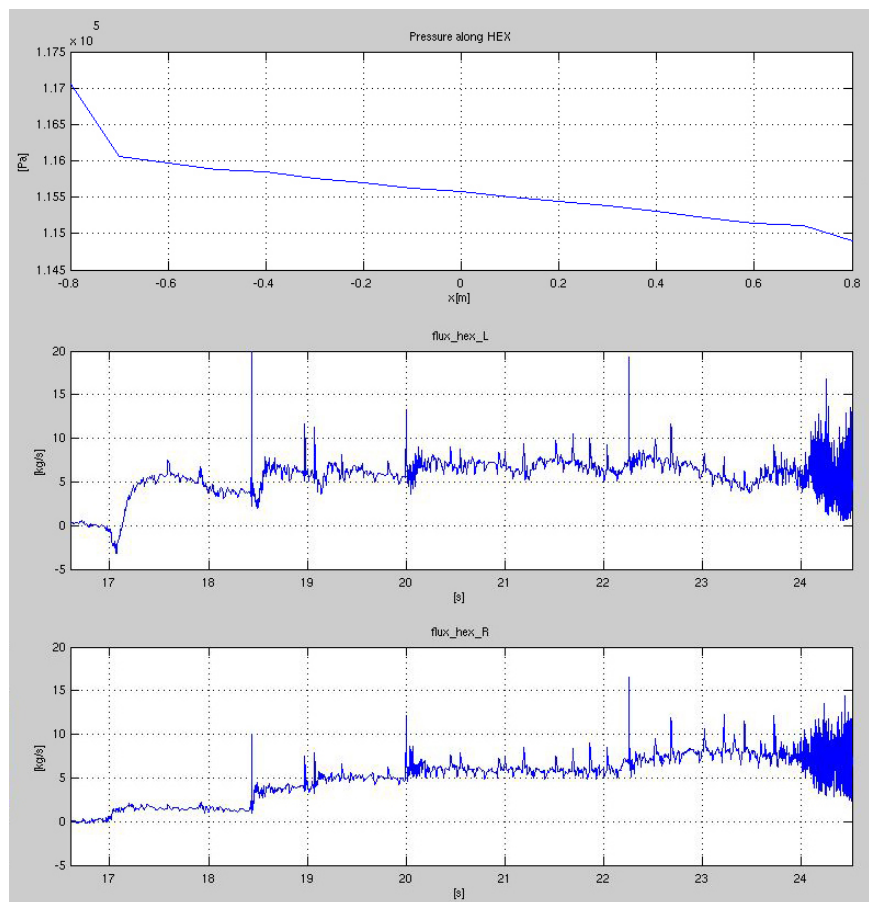 Pressure along HEX
x 10 5
1.175
1.17
1.165
1.16
1.155
1.15
1.145
[Pa]
-0.8 -0.6 -0.4 -0.2 0 0.2 0.4 0.6 0.8
x[m]
flux_hex_L
20
15
10
5
0
-5
[kg/s]
17 18 19 20 21 22 23 24
[s]
flux_hex_R
20
15
10
5
0
-5
[kg/s]
17 18 19 20 21 22 23 24
[s]